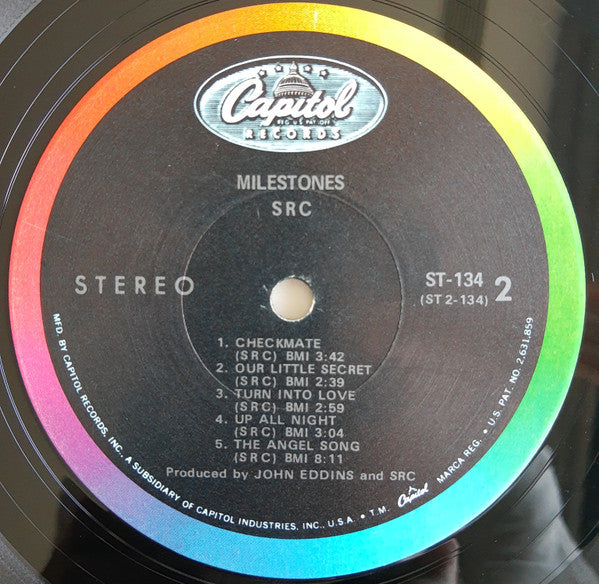 Capitol
REG. U.S. PAT. OFF.
RECORDS
MILESTONES
SRC
STEREO
ST-134
(ST 2-134) 2
1. CHECKMATE
(SRC) BMI 3:42
2. OUR LITTLE SECRET
(SRC) BMI 2:39
3. TURN INTO LOVE
(SRC) BMI 2:59
4. UP ALL NIGHT
(SRC) BMI 3:04
5. THE ANGEL SONG
(SRC) BMI 8:11
Produced by JOHN EDDINS and SRC
MFD. BY CAPITOL RECORDS, INC., A SUBSIDIARY OF CAPITOL INDUSTRIES, INC., U.S.A. • T.M. Capitol MARCA REG. • U.S. PAT. NO. 2,631,859